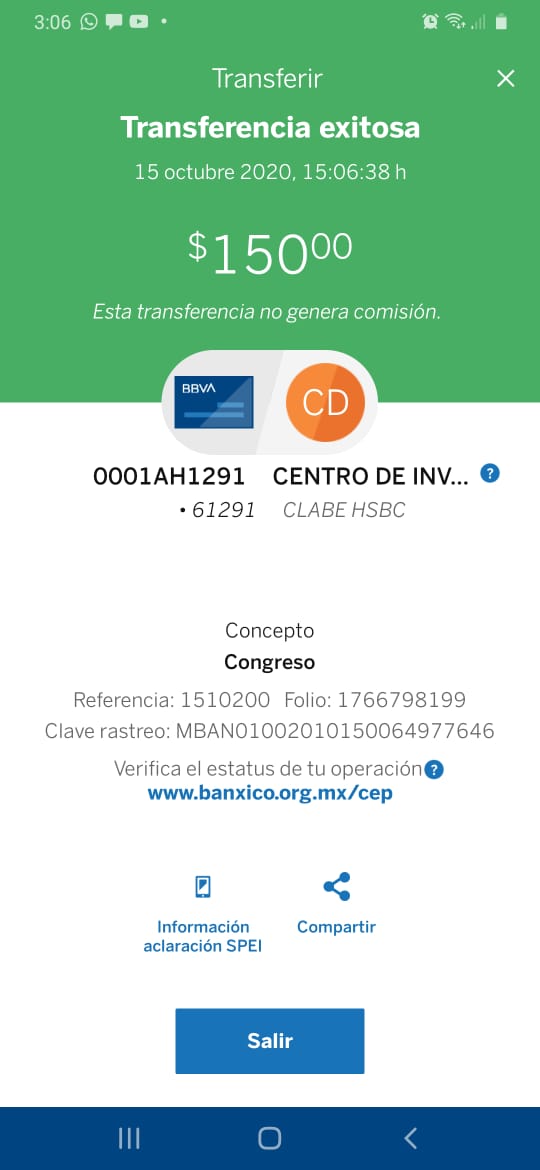 3:06
Transferir
Transferencia exitosa
15 octubre 2020, 15:06:38 h
$15000
Esta transferencia no genera comisión.
BBVA
CD
0001AH1291 CENTRO DE INV... ?
• 61291 CLABE HSBC
Concepto
Congreso
Referencia: 1510200 Folio: 1766798199
Clave rastreo: MBAN01002010150064977646
Verifica el estatus de tu operación ?
www.banxico.org.mx/cep
Información Compartir
aclaración SPEI
Salir